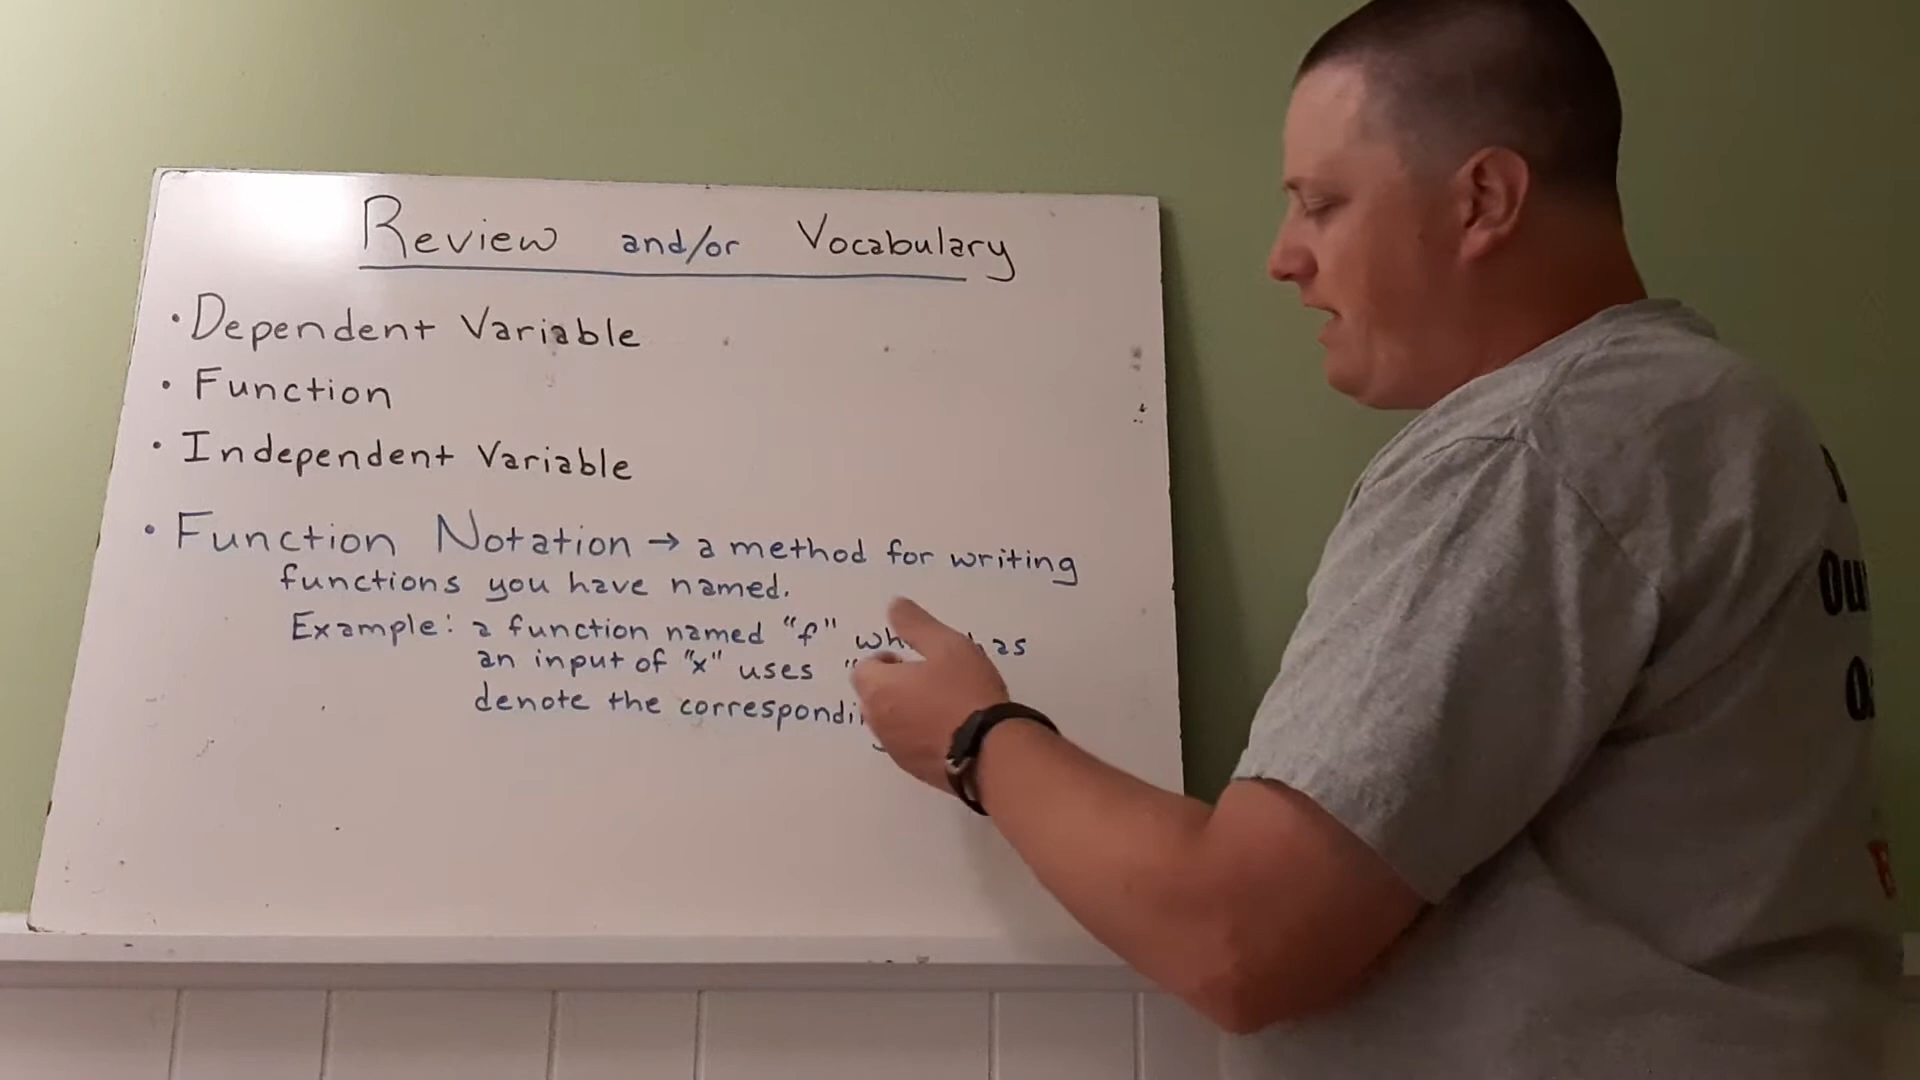 Review and/or Vocabulary
• Dependent Variable
• Function
• Independent Variable
• Function Notation → a method for writing
functions you have named.
Example: a function named "f" has
an input of "x" uses
denote the